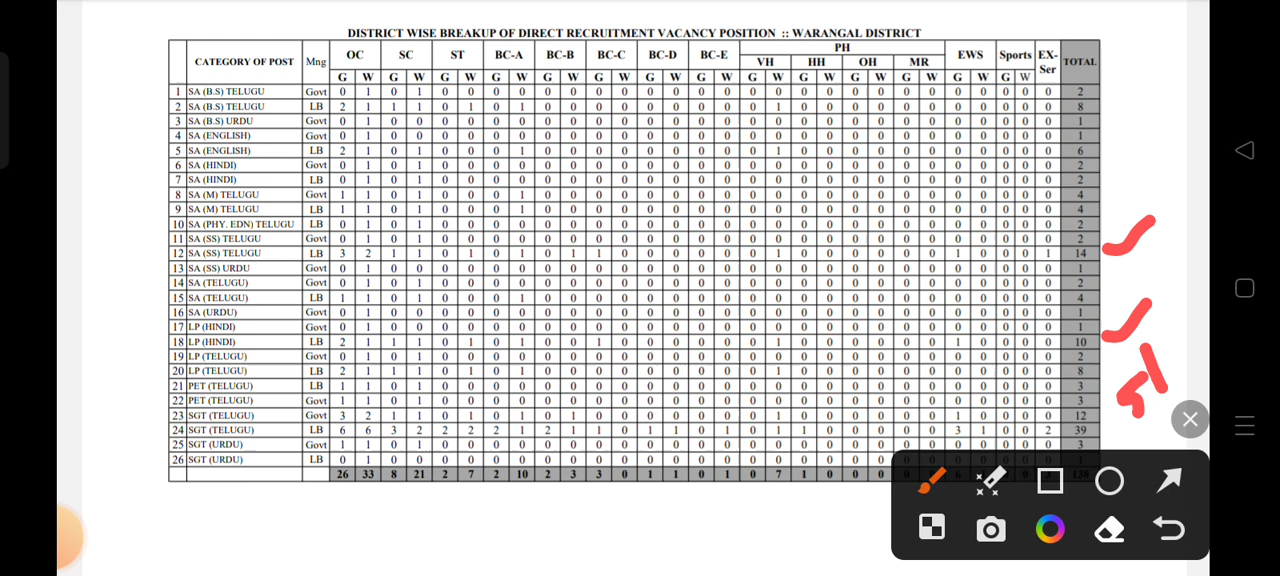 DISTRICT WISE BREAKUP OF DIRECT RECRUITMENT VACANCY POSITION :: WARANGAL DISTRICT
CATEGORY OF POST Mng OC SC ST BC-A BC-B BC-C BC-D BC-E PH EWS Sports EX-Ser TOTAL
VH HH OH MR
G W G W G W G W G W G W G W G W G W G W G W G W G W G W
1 SA (B.S) TELUGU Govt 0 1 0 1 0 0 0 0 0 0 0 0 0 0 0 0 0 0 0 0 0 0 0 0 0 0 0 0 0 2
2 SA (B.S) TELUGU LB 2 1 1 1 0 1 0 1 0 0 0 0 0 0 0 0 0 1 0 0 0 0 0 0 0 0 0 0 0 8
3 SA (B.S) URDU Govt 0 1 0 0 0 0 0 0 0 0 0 0 0 0 0 0 0 0 0 0 0 0 0 0 0 0 0 0 0 1
4 SA (ENGLISH) Govt 0 1 0 0 0 0 0 0 0 0 0 0 0 0 0 0 0 0 0 0 0 0 0 0 0 0 0 0 0 1
5 SA (ENGLISH) LB 2 1 0 1 0 0 0 1 0 0 0 0 0 0 0 0 0 1 0 0 0 0 0 0 0 0 0 0 0 6
6 SA (HINDI) Govt 0 1 0 1 0 0 0 0 0 0 0 0 0 0 0 0 0 0 0 0 0 0 0 0 0 0 0 0 0 2
7 SA (HINDI) LB 0 1 0 1 0 0 0 0 0 0 0 0 0 0 0 0 0 0 0 0 0 0 0 0 0 0 0 0 0 2
8 SA (M) TELUGU Govt 1 1 0 1 0 0 0 1 0 0 0 0 0 0 0 0 0 0 0 0 0 0 0 0 0 0 0 0 0 4
9 SA (M) TELUGU LB 1 1 0 1 0 0 0 1 0 0 0 0 0 0 0 0 0 0 0 0 0 0 0 0 0 0 0 0 0 4
10 SA (PHY. EDN) TELUGU LB 0 1 0 1 0 0 0 0 0 0 0 0 0 0 0 0 0 0 0 0 0 0 0 0 0 0 0 0 0 2
11 SA (SS) TELUGU Govt 0 1 0 1 0 0 0 0 0 0 0 0 0 0 0 0 0 0 0 0 0 0 0 0 0 0 0 0 0 2
12 SA (SS) TELUGU LB 3 2 1 1 0 1 0 1 0 1 1 0 0 0 0 0 0 1 0 0 0 0 0 0 1 0 0 0 1 14
13 SA (SS) URDU Govt 0 1 0 0 0 0 0 0 0 0 0 0 0 0 0 0 0 0 0 0 0 0 0 0 0 0 0 0 0 1
14 SA (TELUGU) Govt 0 1 0 1 0 0 0 0 0 0 0 0 0 0 0 0 0 0 0 0 0 0 0 0 0 0 0 0 0 2
15 SA (TELUGU) LB 1 1 0 1 0 0 0 1 0 0 0 0 0 0 0 0 0 0 0 0 0 0 0 0 0 0 0 0 0 4
16 SA (URDU) Govt 0 1 0 0 0 0 0 0 0 0 0 0 0 0 0 0 0 0 0 0 0 0 0 0 0 0 0 0 0 1
17 LP (HINDI) Govt 0 1 0 0 0 0 0 0 0 0 0 0 0 0 0 0 0 0 0 0 0 0 0 0 0 0 0 0 0 1
18 LP (HINDI) LB 2 1 1 1 0 1 0 1 0 0 1 0 0 0 0 0 0 1 0 0 0 0 0 0 1 0 0 0 0 10
19 LP (TELUGU) Govt 0 1 0 1 0 0 0 0 0 0 0 0 0 0 0 0 0 0 0 0 0 0 0 0 0 0 0 0 0 2
20 LP (TELUGU) LB 2 1 1 1 0 1 0 1 0 0 0 0 0 0 0 0 0 1 0 0 0 0 0 0 0 0 0 0 0 8
21 PET (TELUGU) LB 1 1 0 1 0 0 0 0 0 0 0 0 0 0 0 0 0 0 0 0 0 0 0 0 0 0 0 0 0 3
22 PET (TELUGU) Govt 1 1 0 1 0 0 0 0 0 0 0 0 0 0 0 0 0 0 0 0 0 0 0 0 0 0 0 0 0 3
23 SGT (TELUGU) Govt 3 2 1 1 0 1 0 1 0 1 0 0 0 0 0 0 0 1 0 0 0 0 0 0 1 0 0 0 0 12
24 SGT (TELUGU) LB 6 6 3 2 2 2 2 1 2 1 1 0 1 1 0 1 0 1 1 0 0 0 0 0 3 1 0 0 2 39
25 SGT (URDU) Govt 1 1 0 1 0 0 0 0 0 0 0 0 0 0 0 0 0 0 0 0 0 0 0 0 0 0 0 0 0 3
26 SGT (URDU) LB 0 1 0 0 0 0 0 0 0 0 0 0 0 0 0 0 0 0 0 0 0 0
26 33 8 21 2 7 2 10 2 3 3 0 1 1 0 1 0 7 1 0 0 0 138